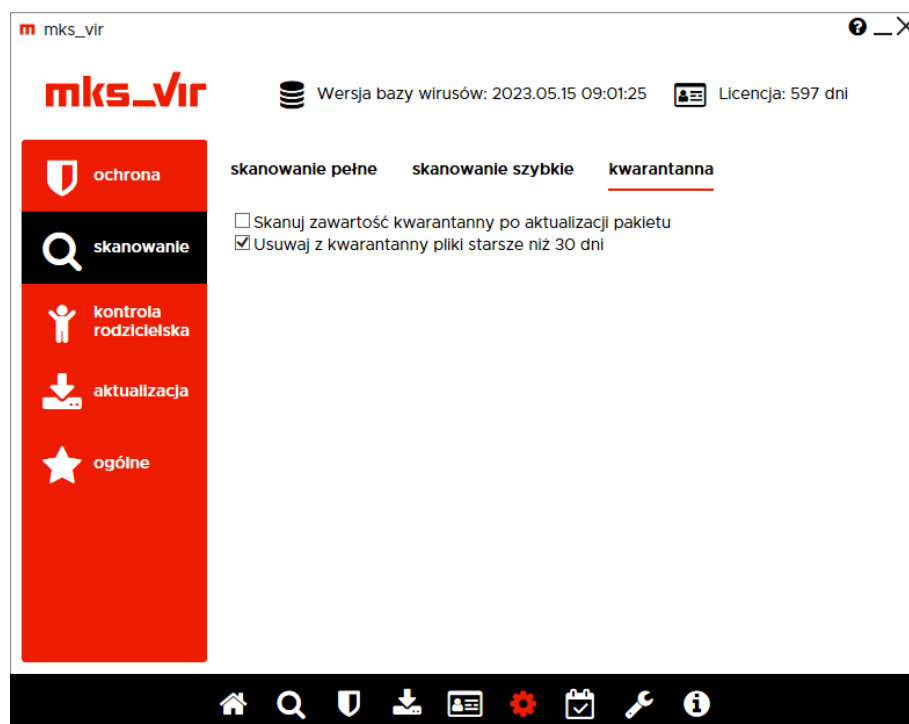 mks_vir
mks_vir
Wersja bazy wirusów: 2023.05.15 09:01:25 Licencja: 597 dni
ochrona
skanowanie
kontrola
rodzicielska
aktualizacja
ogólne
skanowanie pełne skanowanie szybkie kwarantanna
Skanuj zawartość kwarantanny po aktualizacji pakietu
Usuwaj z kwarantanny pliki starsze niż 30 dni